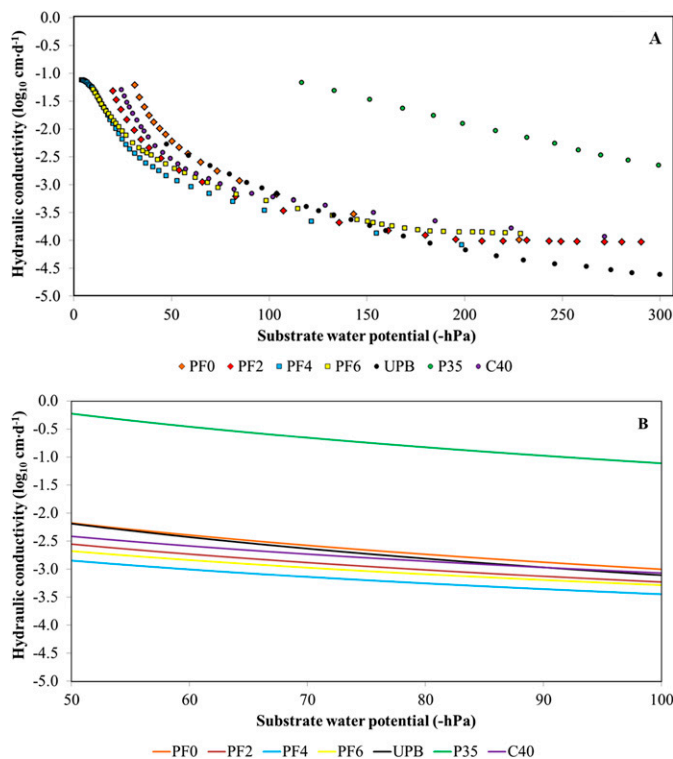 A
Hydraulic conductivity (log10 cm·d-1)
0.0
-0.5
-1.0
-1.5
-2.0
-2.5
-3.0
-3.5
-4.0
-4.5
-5.0
0 50 100 150 200 250 300
Substrate water potential (-hPa)
PF0 PF2 PF4 PF6 UPB P35 C40
B
Hydraulic conductivity (log10 cm·d-1)
0.0
-0.5
-1.0
-1.5
-2.0
-2.5
-3.0
-3.5
-4.0
-4.5
-5.0
50 60 70 80 90 100
Substrate water potential (-hPa)
PF0 PF2 PF4 PF6 UPB P35 C40